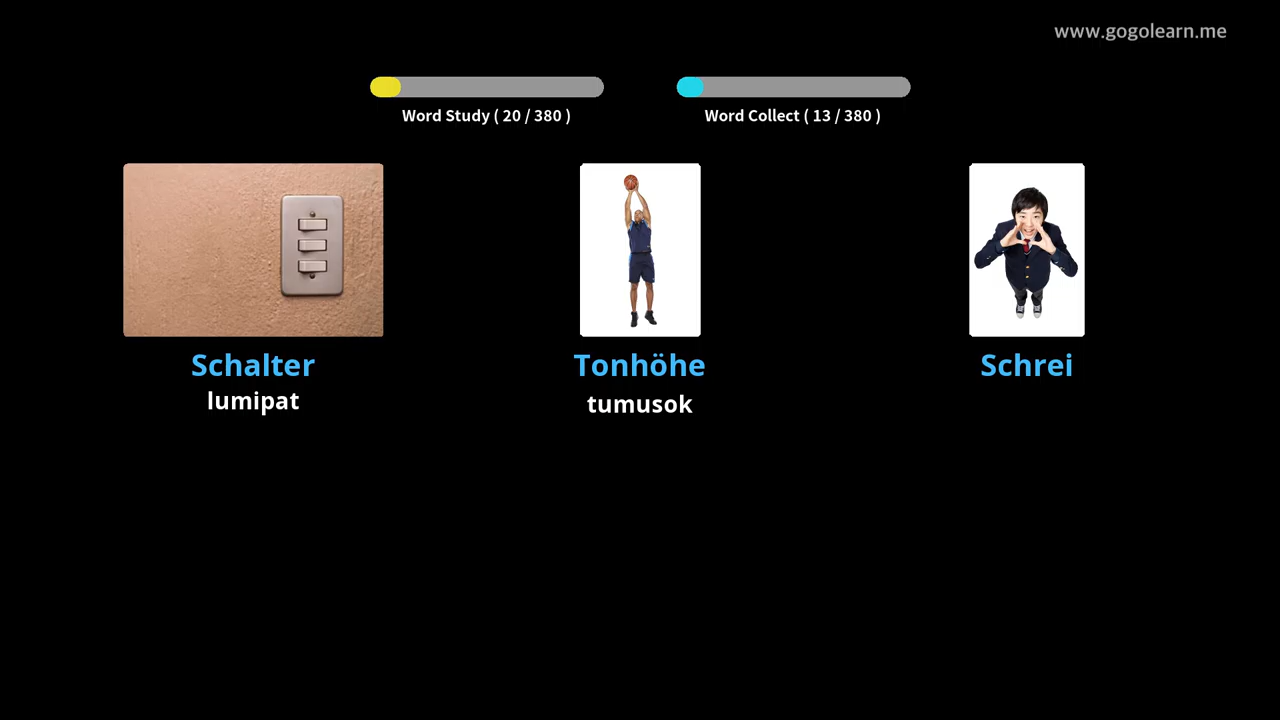 www.gogolearn.me
Word Study ( 20 / 380 )
Word Collect ( 13 / 380 )
Schalter
Tonhöhe
Schrei
lumipat
tumusok